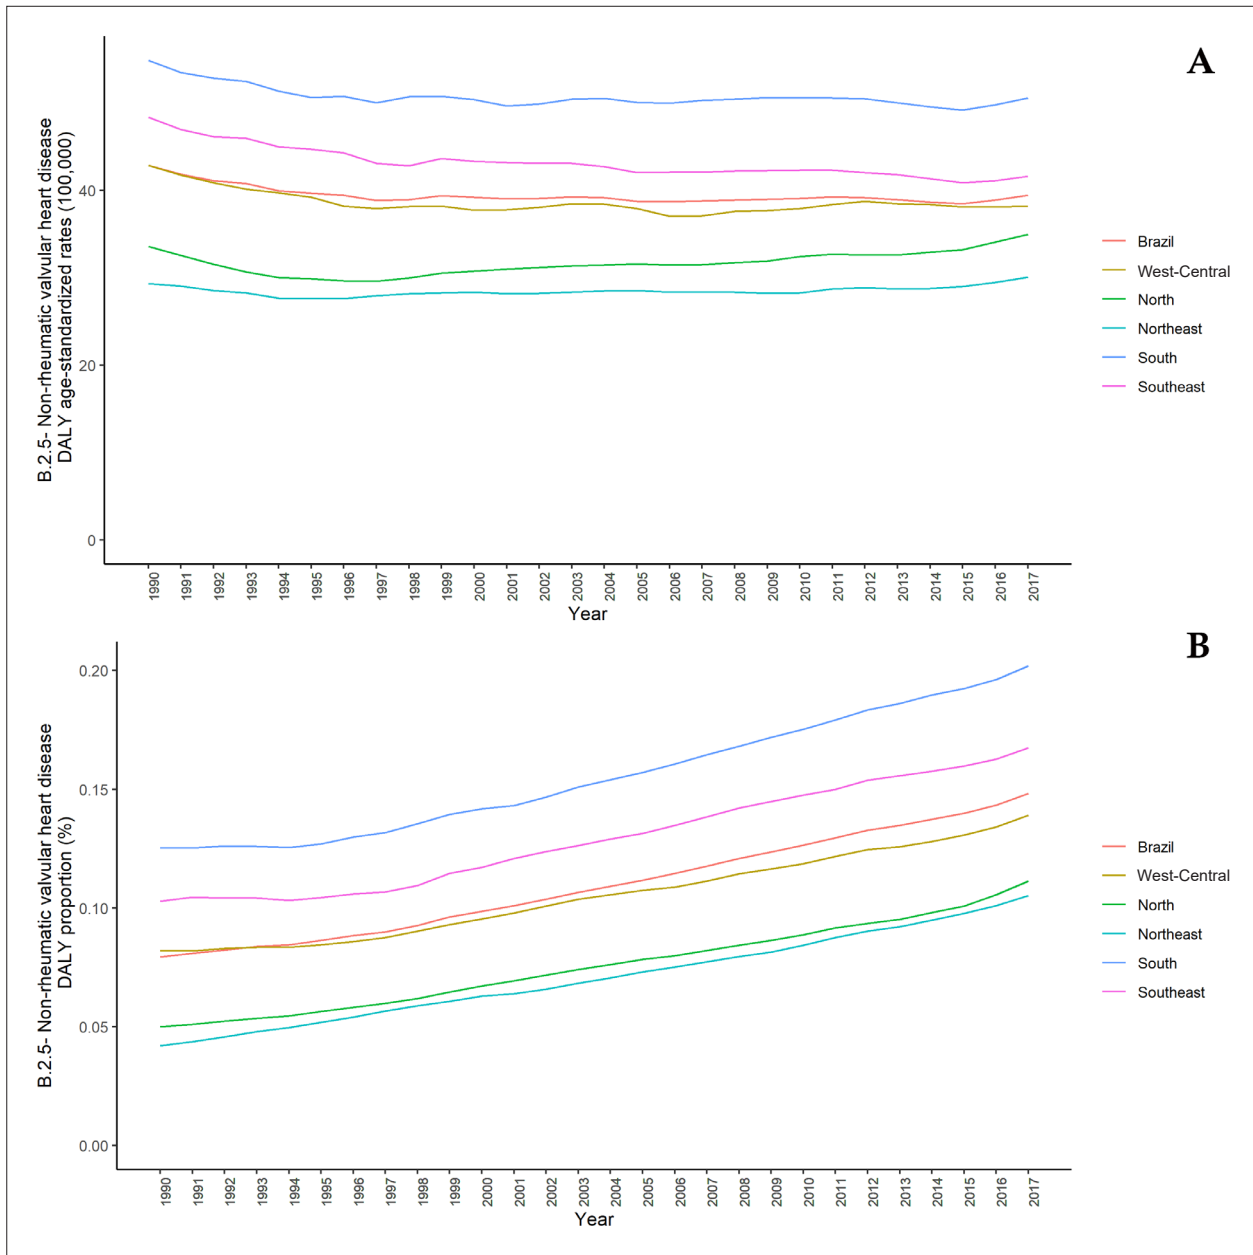 A
B.2.5- Non-rheumatic valvular heart disease
DALY age-standardized rates (100,000)
40
20
0
1990 1991 1992 1993 1994 1995 1996 1997 1998 1999 2000 2001 2002 2003 2004 2005 2006 2007 2008 2009 2010 2011 2012 2013 2014 2015 2016 2017
Year
Brazil
West-Central
North
Northeast
South
Southeast
B
B.2.5- Non-rheumatic valvular heart disease
DALY proportion (%)
0.20
0.15
0.10
0.05
0.00
1990 1991 1992 1993 1994 1995 1996 1997 1998 1999 2000 2001 2002 2003 2004 2005 2006 2007 2008 2009 2010 2011 2012 2013 2014 2015 2016 2017
Year
Brazil
West-Central
North
Northeast
South
Southeast